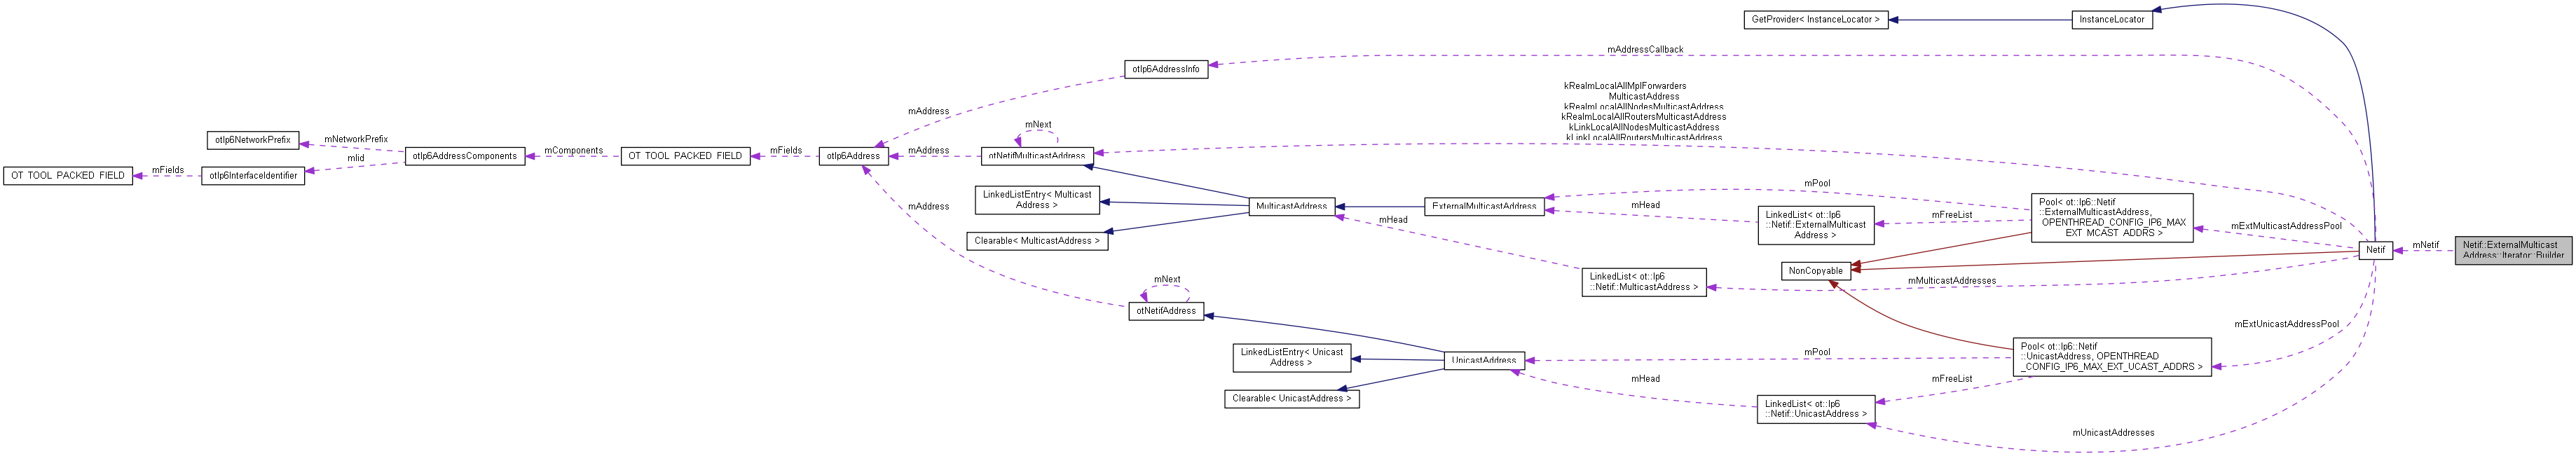 GetProvider< InstanceLocator >
InstanceLocator
mAddressCallback
otIp6AddressInfo
kRealmLocalAllMplForwarders
MulticastAddress
kRealmLocalAllNodesMulticastAddress
kRealmLocalAllRoutersMulticastAddress
kLinkLocalAllNodesMulticastAddress
kLinkLocalAllRoutersMulticastAddress
mAddress
mNext
otIp6NetworkPrefix
mNetworkPrefix
mIid
otIp6AddressComponents
mComponents
OT_TOOL_PACKED_FIELD
mFields
otIp6Address
mAddress
otNetifMulticastAddress
OT_TOOL_PACKED_FIELD
mFields
otIp6InterfaceIdentifier
LinkedListEntry< Multicast
Address >
mAddress
MulticastAddress
mHead
ExternalMulticastAddress
mPool
mHead
LinkedList< ot::Ip6
::Netif::ExternalMulticast
Address >
mFreeList
Pool< ot::Ip6::Netif
::ExternalMulticastAddress,
OPENTHREAD_CONFIG_IP6_MAX
_EXT_MCAST_ADDRS >
mExtMulticastAddressPool
Clearable< MulticastAddress >
Netif
mNetif
Netif::ExternalMulticast
Address::Iterator::Builder
NonCopyable
LinkedList< ot::Ip6
::Netif::MulticastAddress >
mMulticastAddresses
mNext
otNetifAddress
mExtUnicastAddressPool
LinkedListEntry< Unicast
Address >
UnicastAddress
mPool
Pool< ot::Ip6::Netif
::UnicastAddress, OPENTHREAD
_CONFIG_IP6_MAX_EXT_UCAST_ADDRS >
mHead
mFreeList
Clearable< UnicastAddress >
LinkedList< ot::Ip6
::Netif::UnicastAddress >
mUnicastAddresses